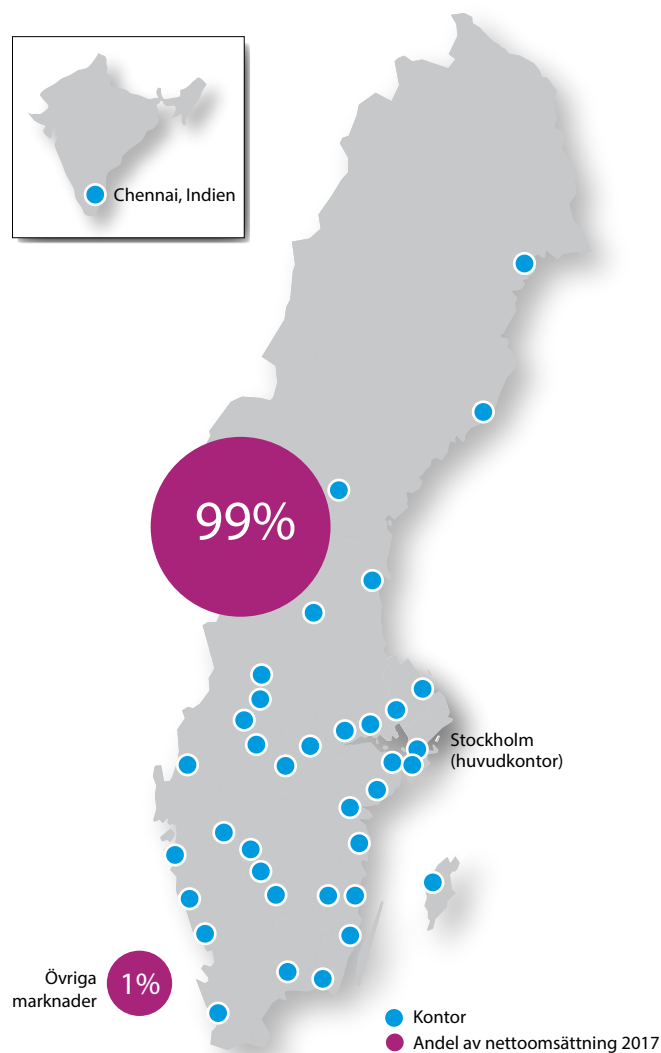 Chennai, Indien
99%
Stockholm
(huvudkontor)
Övriga
marknader
1%
Kontor
Andel av nettoomsättning 2017